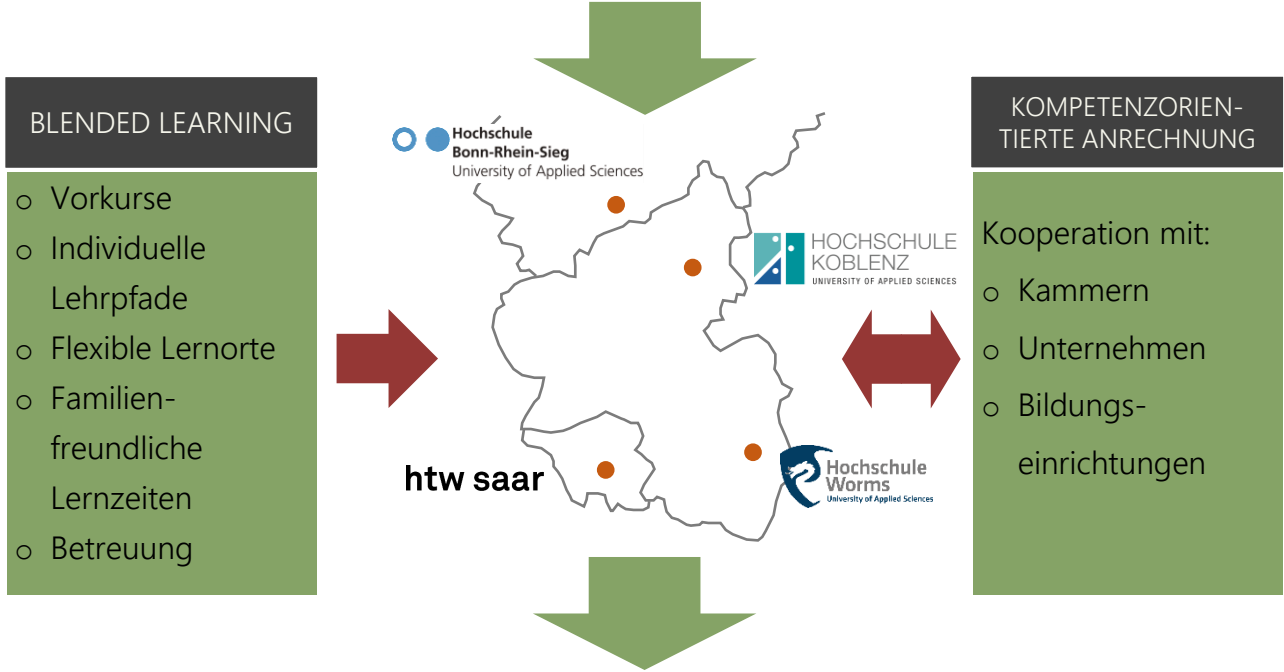 BLENDED LEARNING
o Vorkurse
o Individuelle
Lehrpfade
o Flexible Lernorte
o Familien-
freundliche
Lernzeiten
o Betreuung
Hochschule
Bonn-Rhein-Sieg
University of Applied Sciences
HOCHSCHULE
KOBLENZ
UNIVERSITY OF APPLIED SCIENCES
htw saar
Hochschule
Worms
University of Applied Sciences
KOMPETENZORIEN-
TIERTE ANRECHNUNG
Kooperation mit:
o Kammern
o Unternehmen
o Bildungs-
einrichtungen